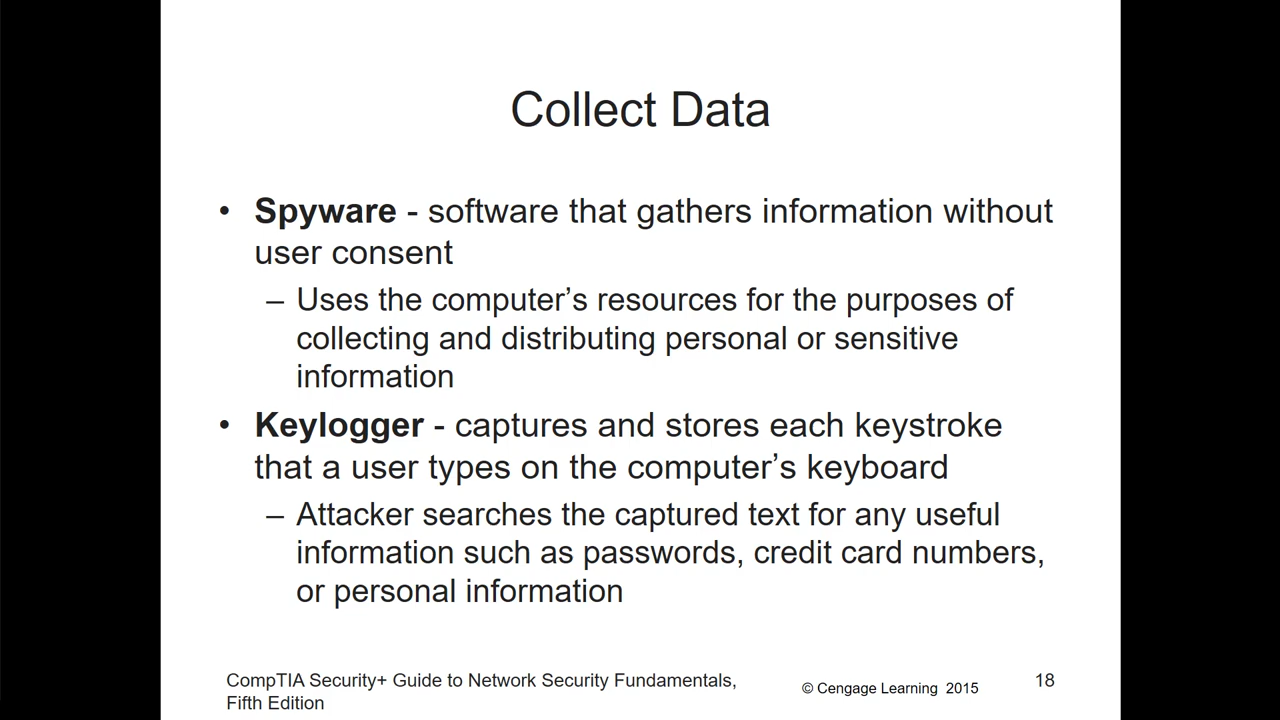 Collect Data
• Spyware - software that gathers information without
user consent
– Uses the computer’s resources for the purposes of
collecting and distributing personal or sensitive
information
• Keylogger - captures and stores each keystroke
that a user types on the computer’s keyboard
– Attacker searches the captured text for any useful
information such as passwords, credit card numbers,
or personal information
CompTIA Security+ Guide to Network Security Fundamentals,
Fifth Edition
© Cengage Learning 2015
18